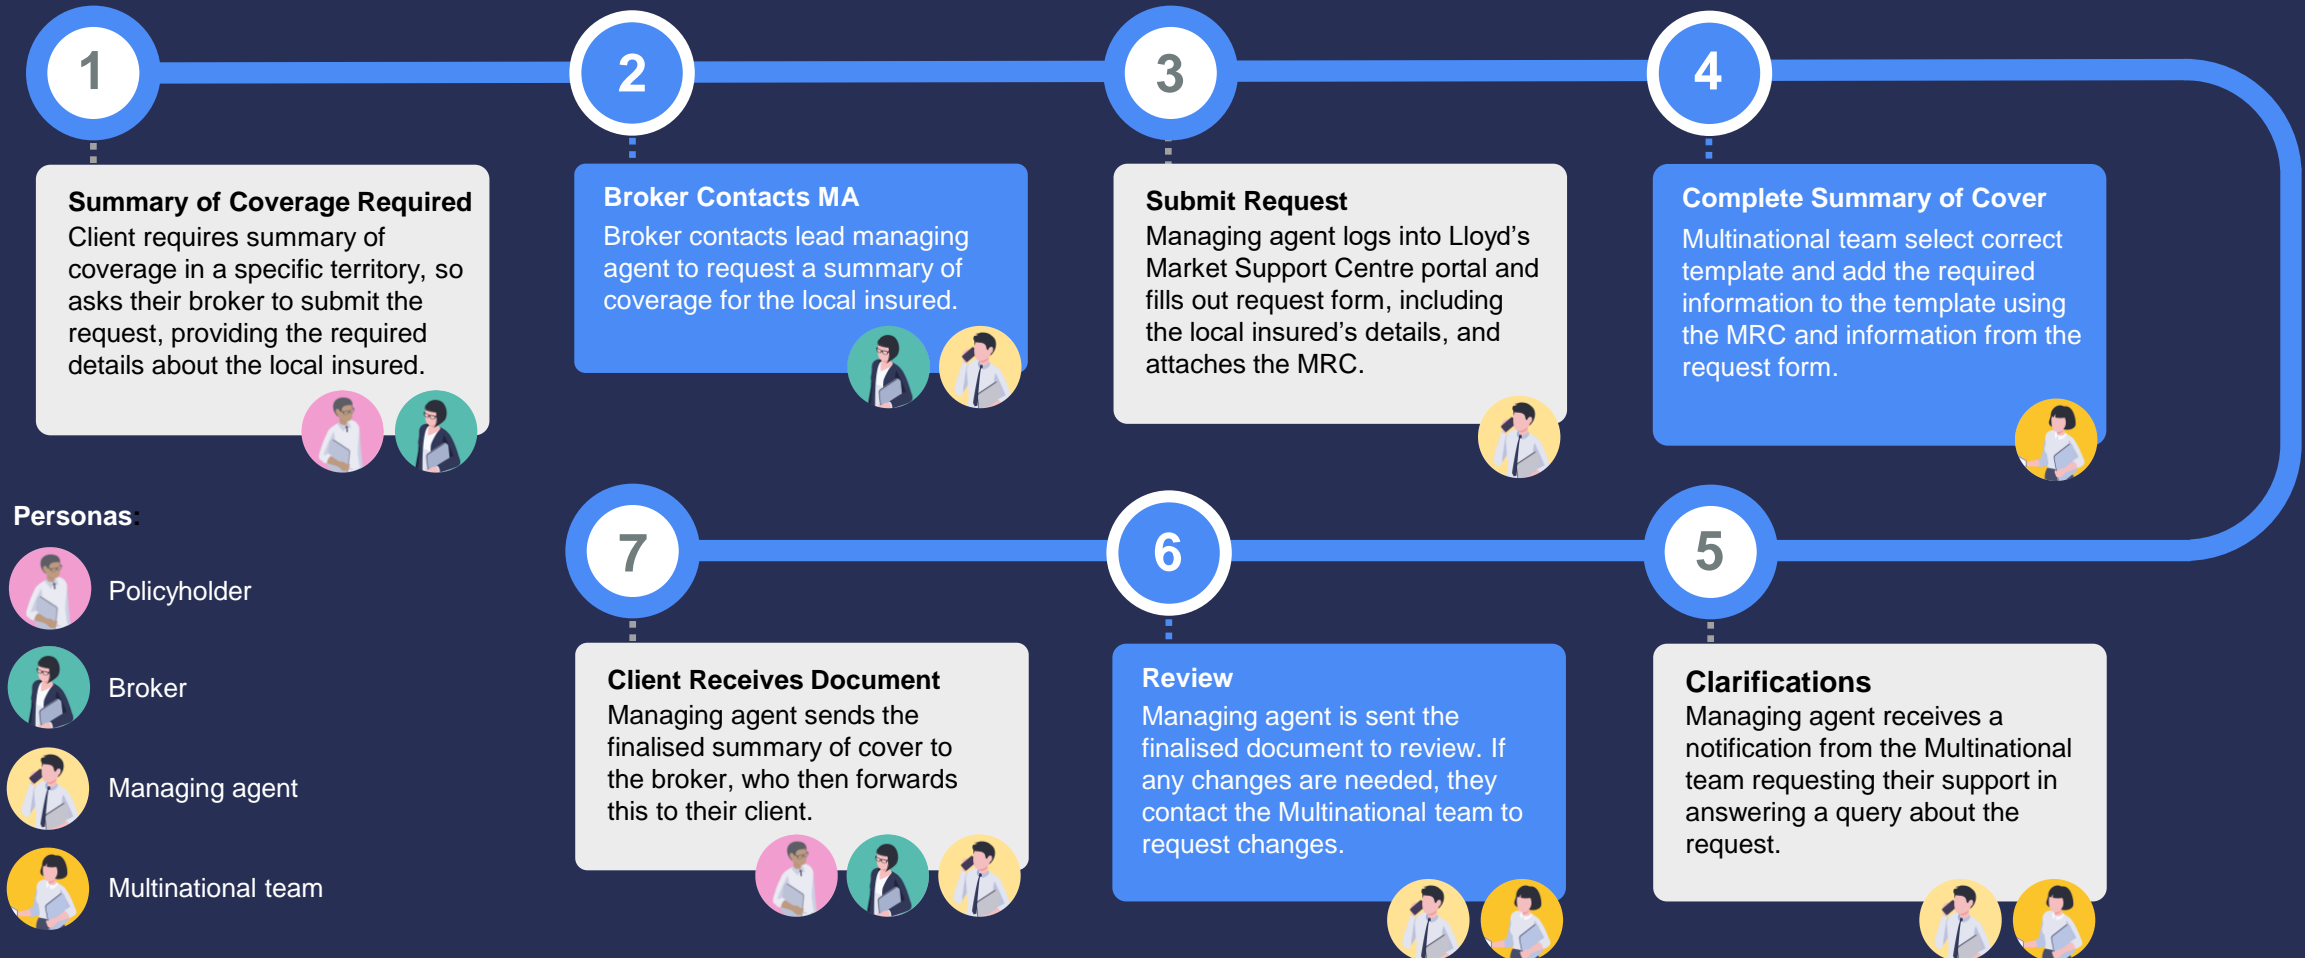 1
2
3
4
Summary of Coverage Required
Client requires summary of
coverage in a specific territory, so
asks their broker to submit the
request, providing the required
details about the local insured.
Broker Contacts MA
Broker contacts lead managing
agent to request a summary of
coverage for the local insured.
Submit Request
Managing agent logs into Lloyd's
Market Support Centre portal and
fills out request form, including
the local insured's details, and
attaches the MRC.
Complete Summary of Cover
Multinational team select correct
template and add the required
information to the template using
the MRC and information from the
request form.
5
Clarifications
Managing agent receives a
notification from the Multinational
team requesting their support in
answering a query about the
request.
6
Review
Managing agent is sent the
finalised document to review. If
any changes are needed, they
contact the Multinational team to
request changes.
7
Client Receives Document
Managing agent sends the
finalised summary of cover to
the broker, who then forwards
this to their client.
Personas:
Policyholder
Broker
Managing agent
Multinational team